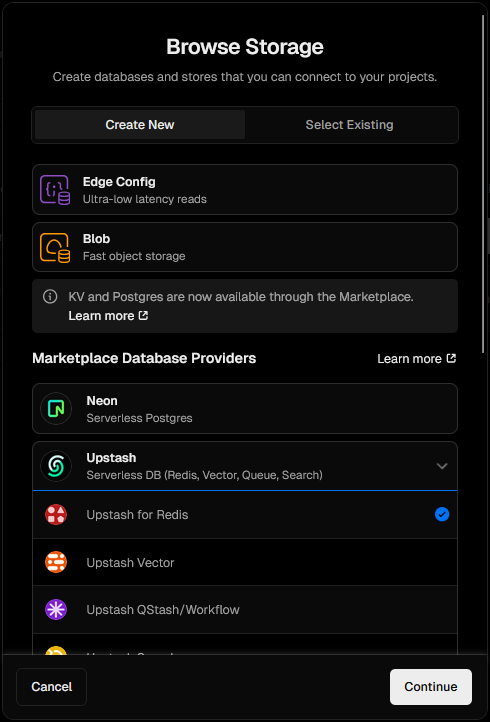 Browse Storage
Create databases and stores that you can connect to your projects.
Create New
Select Existing
Edge Config
Ultra-low latency reads
Blob
Fast object storage
KV and Postgres are now available through the Marketplace.
Learn more
Marketplace Database Providers
Learn more
Neon
Serverless Postgres
Upstash
Serverless DB (Redis, Vector, Queue, Search)
Upstash for Redis
Upstash Vector
Upstash QStash/Workflow
Cancel
Continue